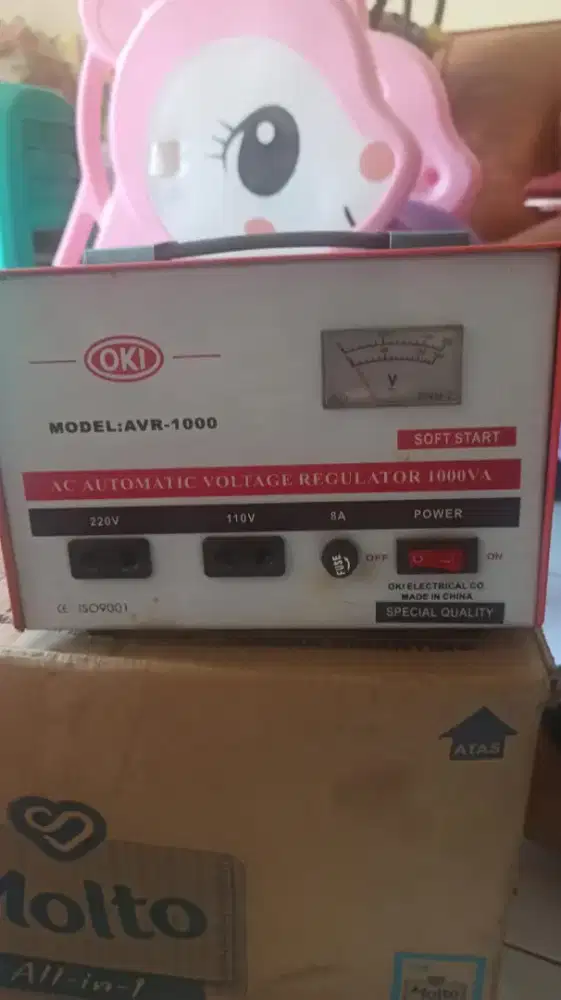 OKI
V
MODEL:AVR-1000
SOFT START
AC AUTOMATIC VOLTAGE REGULATOR 1000VA
220V 110V 8A POWER
FUSE OFF ON
OKI ELECTRICAL CO
MADE IN CHINA
CE ISO9001 SPECIAL QUALITY
ATAS
Molto
All-in-1
Molto